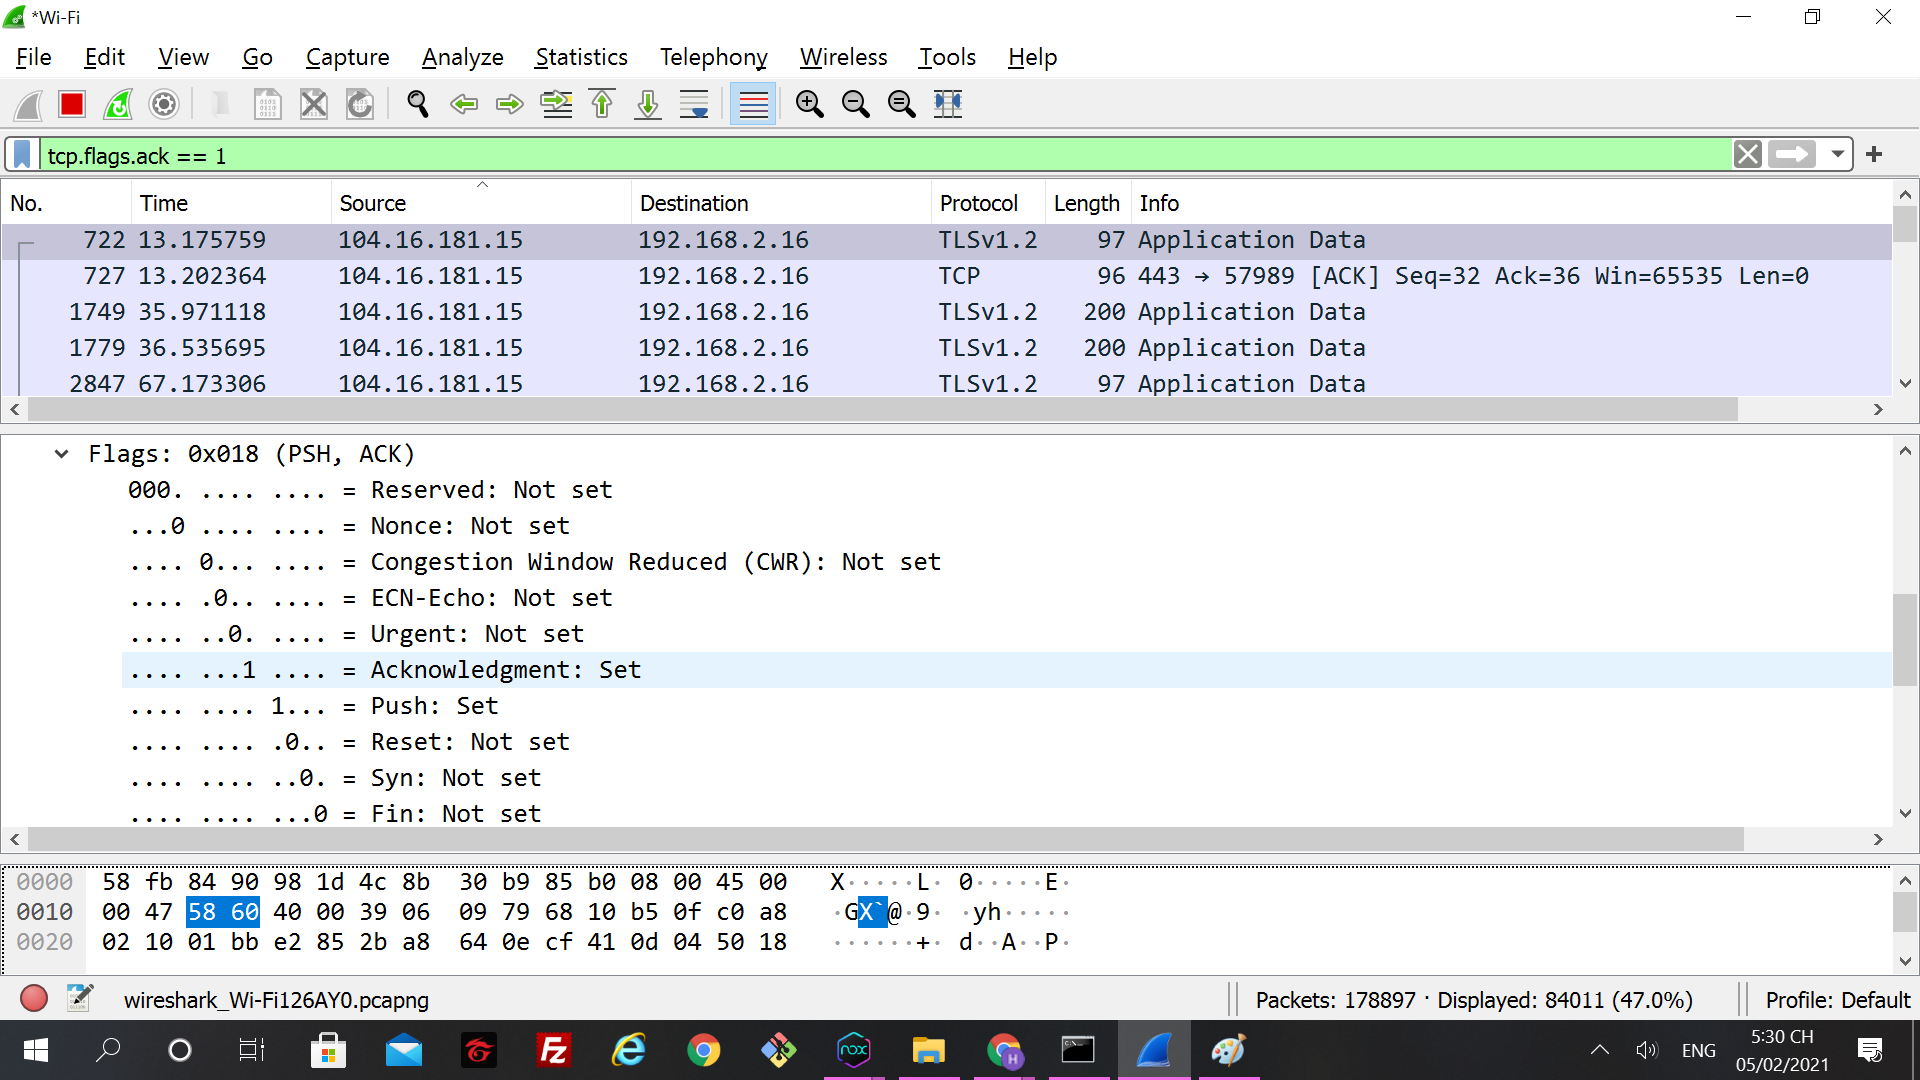 *Wi-Fi
File Edit View Go Capture Analyze Statistics Telephony Wireless Tools Help
tcp.flags.ack == 1
No. Time Source Destination Protocol Length Info
722 13.175759 104.16.181.15 192.168.2.16 TLSv1.2 97 Application Data
727 13.202364 104.16.181.15 192.168.2.16 TCP 96 443 → 57989 [ACK] Seq=32 Ack=36 Win=65535 Len=0
1749 35.971118 104.16.181.15 192.168.2.16 TLSv1.2 200 Application Data
1779 36.535695 104.16.181.15 192.168.2.16 TLSv1.2 200 Application Data
2847 67.173306 104.16.181.15 192.168.2.16 TLSv1.2 97 Application Data
Flags: 0x018 (PSH, ACK)
000. .... .... = Reserved: Not set
...0 .... .... = Nonce: Not set
.... 0... .... = Congestion Window Reduced (CWR): Not set
.... .0.. .... = ECN-Echo: Not set
.... ..0. .... = Urgent: Not set
.... ...1 .... = Acknowledgment: Set
.... .... 1... = Push: Set
.... .... .0.. = Reset: Not set
.... .... ..0. = Syn: Not set
.... .... ...0 = Fin: Not set
0000 58 fb 84 90 98 1d 4c 8b 30 b9 85 b0 08 00 45 00 X·····L· 0·····E·
0010 00 47 58 60 40 00 39 06 09 79 68 10 b5 0f c0 a8 ·GX`@·9· ·yh·····
0020 02 10 01 bb e2 85 2b a8 64 0e cf 41 0d 04 50 18 ······+· d··A··P·
wireshark_Wi-Fi126AY0.pcapng Packets: 178897 · Displayed: 84011 (47.0%) Profile: Default
ENG 5:30 CH
05/02/2021